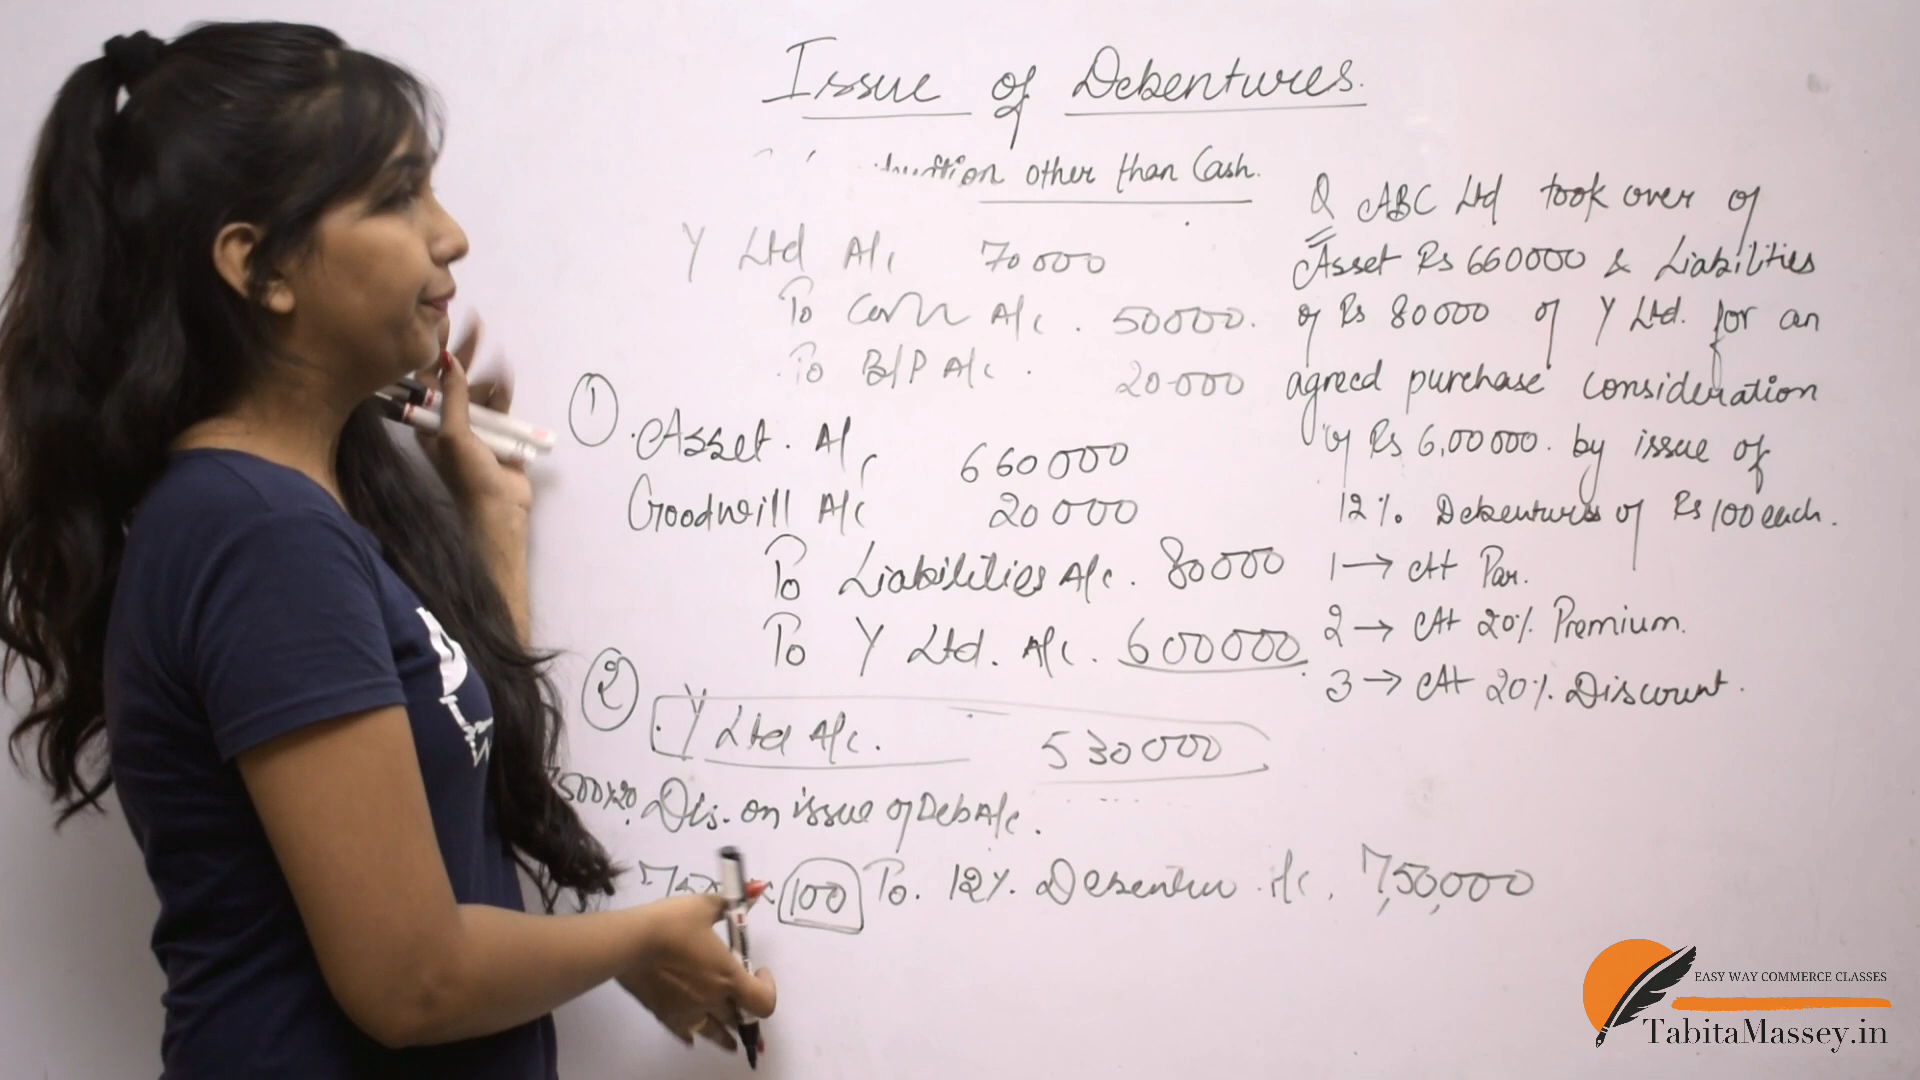 Issue of Debentures.
other than Cash.
Y Ltd A/c 70000
To Cash A/c. 50000.
To B/P A/c. 20000
① Asset. A/c 660000
Goodwill A/c 20000
To Liabilities A/c. 80000
To Y Ltd. A/c. 600000.
② Y Ltd A/c. 530000
Dis. on issue of Deb A/c.
100 To. 12%. Debenture A/c. 7,50,000
Q ABC Ltd took over of
Asset Rs 660000 & Liabilities
of Rs 80000 of Y Ltd. for an
agreed purchase consideration
of Rs 6,00000. by issue of
12%. Debentures of Rs 100 each.
1 → At Par.
2 → At 20%. Premium.
3 → At 20%. Discount.
EASY WAY COMMERCE CLASSES
TabitaMassey.in